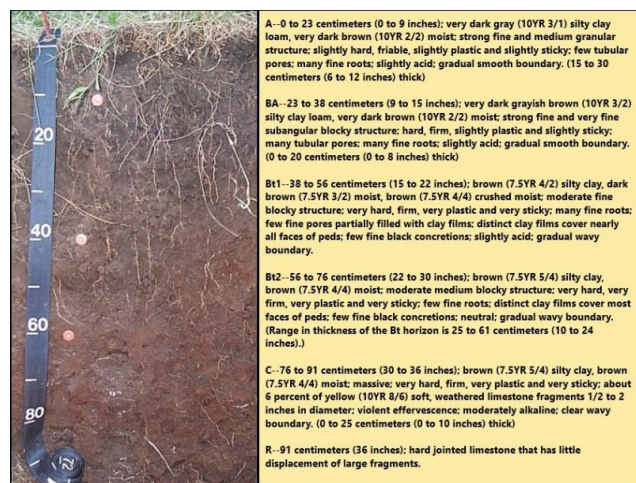 20
40
60
80
A--0 to 23 centimeters (0 to 9 inches); very dark gray (10YR 3/1) silty clay
loam, very dark brown (10YR 2/2) moist; strong fine and medium granular
structure; slightly hard, friable, slightly plastic and slightly sticky; few tubular
pores; many fine roots; slightly acid; gradual smooth boundary. (15 to 30
centimeters (6 to 12 inches) thick)
BA--23 to 38 centimeters (9 to 15 inches); very dark grayish brown (10YR 3/2)
silty clay loam, very dark brown (10YR 2/2) moist; strong fine and very fine
subangular blocky structure; hard, firm, slightly plastic and slightly sticky;
many tubular pores; many fine roots; slightly acid; gradual smooth boundary.
(0 to 20 centimeters (0 to 8 inches) thick)
Bt1--38 to 56 centimeters (15 to 22 inches); brown (7.5YR 4/2) silty clay, dark
brown (7.5YR 3/2) moist, brown (7.5YR 4/4) crushed moist; moderate fine
blocky structure; very hard, firm, very plastic and very sticky; many fine roots;
few fine pores partially filled with clay films; distinct clay films cover nearly
all faces of peds; few fine black concretions; slightly acid; gradual wavy
boundary.
Bt2--56 to 76 centimeters (22 to 30 inches); brown (7.5YR 5/4) silty clay,
brown (7.5YR 4/4) moist; moderate medium blocky structure; very hard, very
firm, very plastic and very sticky; few roots; distinct clay films cover most
faces of peds; few fine black concretions; neutral; gradual wavy boundary.
(Range in thickness of the Bt horizon is 25 to 61 centimeters (10 to 24
inches).)
C--76 to 91 centimeters (30 to 36 inches); brown (7.5YR 5/4) silty clay, brown
(7.5YR 4/4) moist; massive; very hard, firm, very plastic and very sticky; about
6 percent of yellow (10YR 8/6) soft, weathered limestone fragments 1/2 to 2
inches in diameter; violent effervescence; moderately alkaline; clear wavy
boundary. (0 to 25 centimeters (0 to 10 inches) thick)
R--91 centimeters (36 inches); hard jointed limestone that has little
displacement of large fragments.